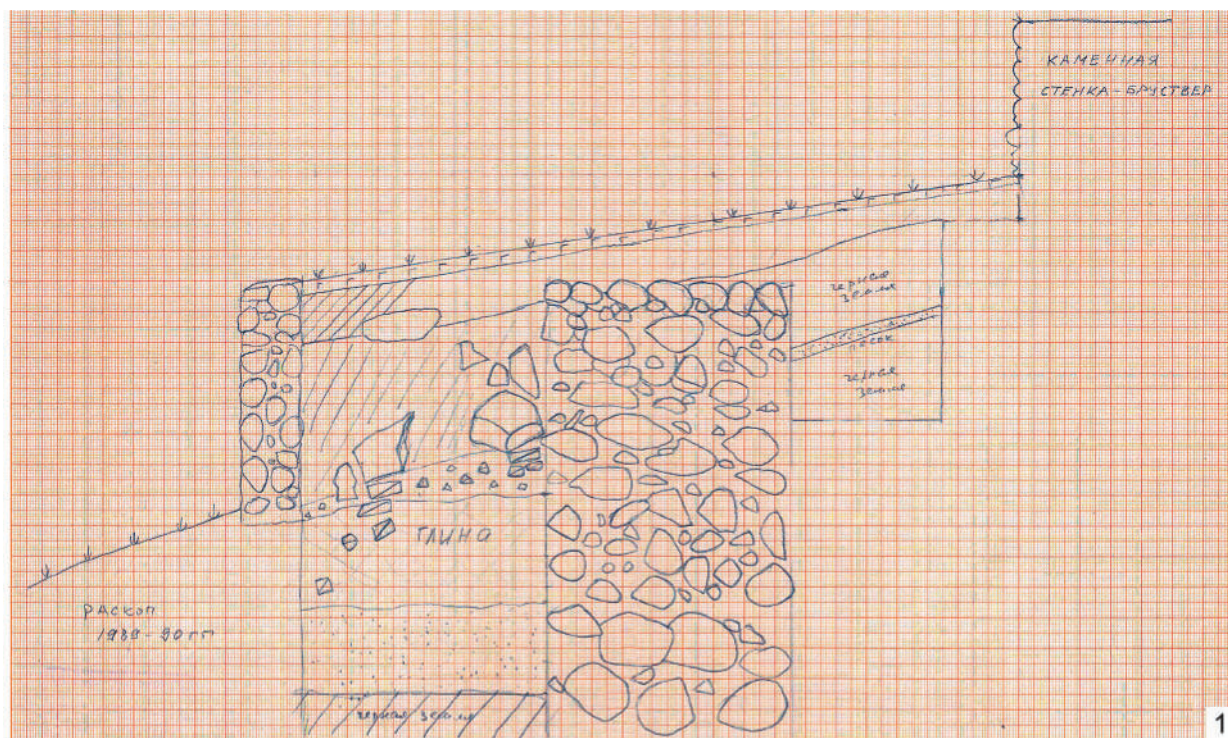 КАМЕННАЯ
СТЕНКА-БРУСТВЕР
черная
земля
песок
черная
земля
ГЛИНА
РАСКОП
1989-90 гг
черная земля
1